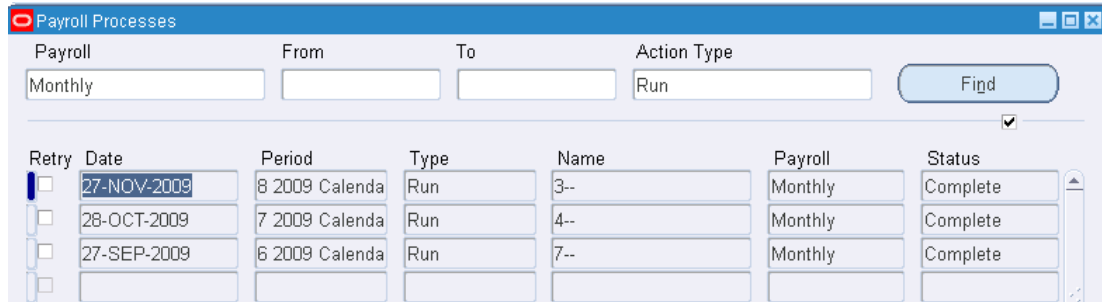 Payroll Processes
Payroll From To Action Type
Monthly Run Find
Retry Date Period Type Name Payroll Status
27-NOV-2009 8 2009 Calenda Run 3-- Monthly Complete
28-OCT-2009 7 2009 Calenda Run 4-- Monthly Complete
27-SEP-2009 6 2009 Calenda Run 7-- Monthly Complete